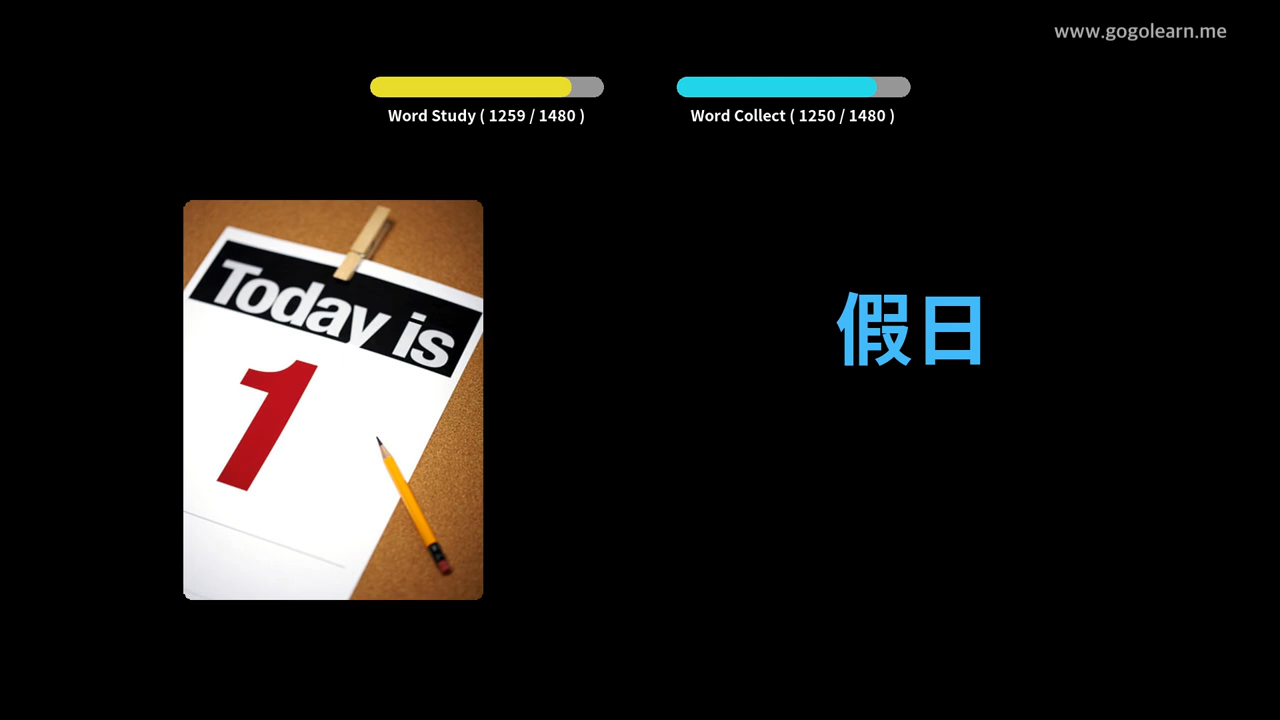 www.gogolearn.me
Word Study ( 1259 / 1480 )
Word Collect ( 1250 / 1480 )
Today is
1
假日